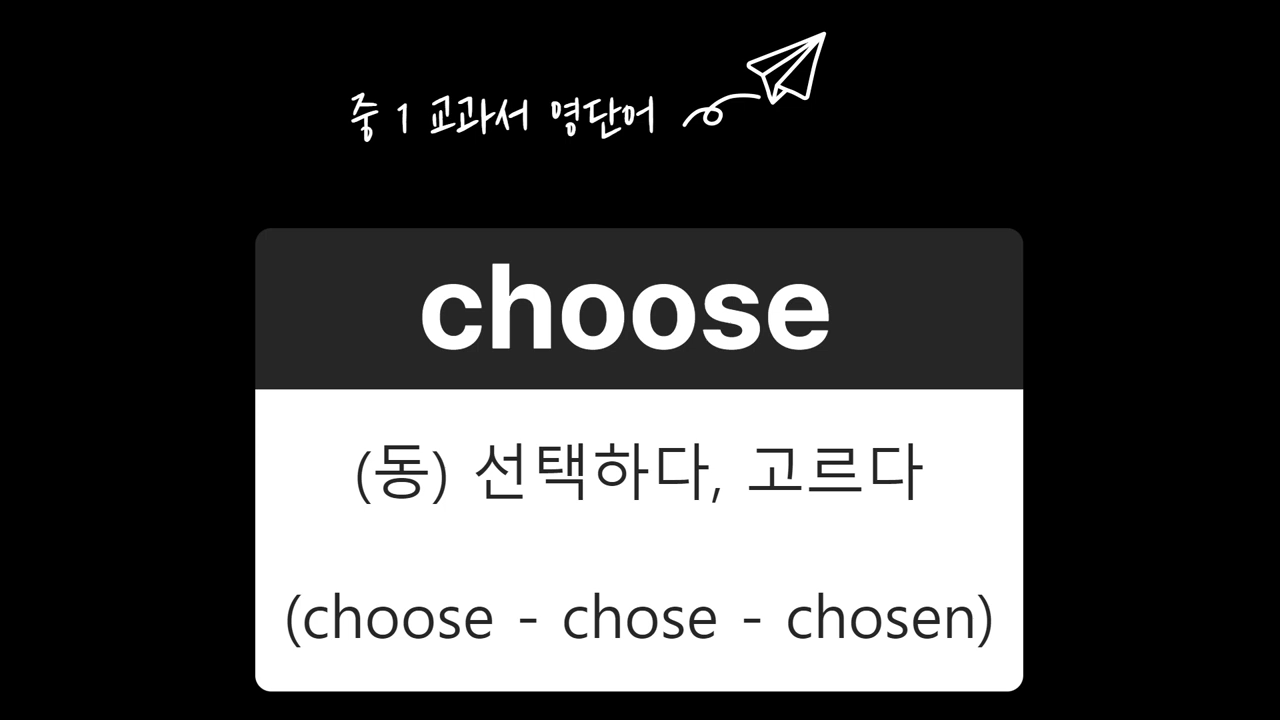 중 1 교과서 영단어
choose
(동) 선택하다, 고르다
(choose - chose - chosen)